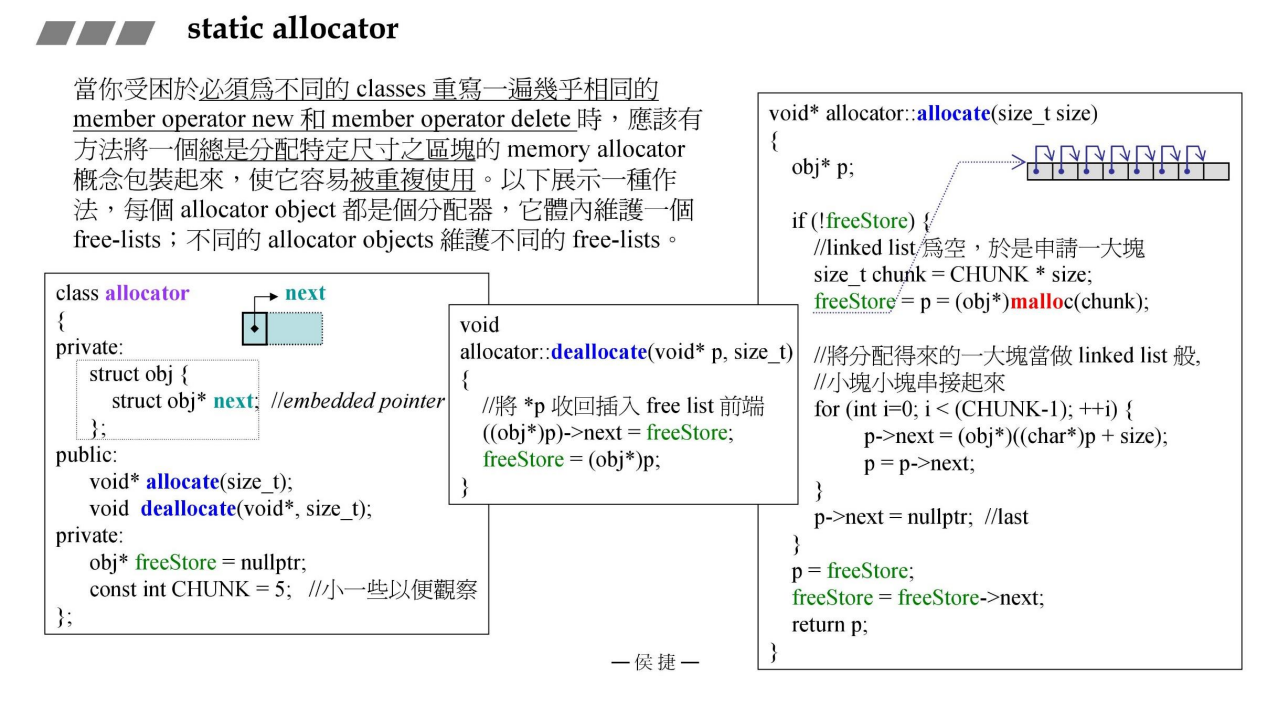 static allocator
當你受困於必須為不同的 classes 重寫一遍幾乎相同的
member operator new 和 member operator delete 時，應該有
方法將一個總是分配特定尺寸之區塊的 memory allocator
概念包裝起來，使它容易被重複使用。以下展示一種作
法，每個 allocator object 都是個分配器，它體內維護一個
free-lists；不同的 allocator objects 維護不同的 free-lists。
class allocator
next
{
private:
struct obj {
struct obj* next; //embedded pointer
};
public:
void* allocate(size_t);
void deallocate(void*, size_t);
private:
obj* freeStore = nullptr;
const int CHUNK = 5; //小一些以便觀察
};
void
allocator::deallocate(void* p, size_t)
{
//將 *p 收回插入 free list 前端
((obj*)p)->next = freeStore;
freeStore = (obj*)p;
}
void* allocator::allocate(size_t size)
{
obj* p;
if (!freeStore) {
//linked list 為空，於是申請一大塊
size_t chunk = CHUNK * size;
freeStore = p = (obj*)malloc(chunk);
//將分配得來的一大塊當做 linked list 般,
//小塊小塊串接起來
for (int i=0; i < (CHUNK-1); ++i) {
p->next = (obj*)((char*)p + size);
p = p->next;
}
p->next = nullptr; //last
}
p = freeStore;
freeStore = freeStore->next;
return p;
}
— 侯捷 —